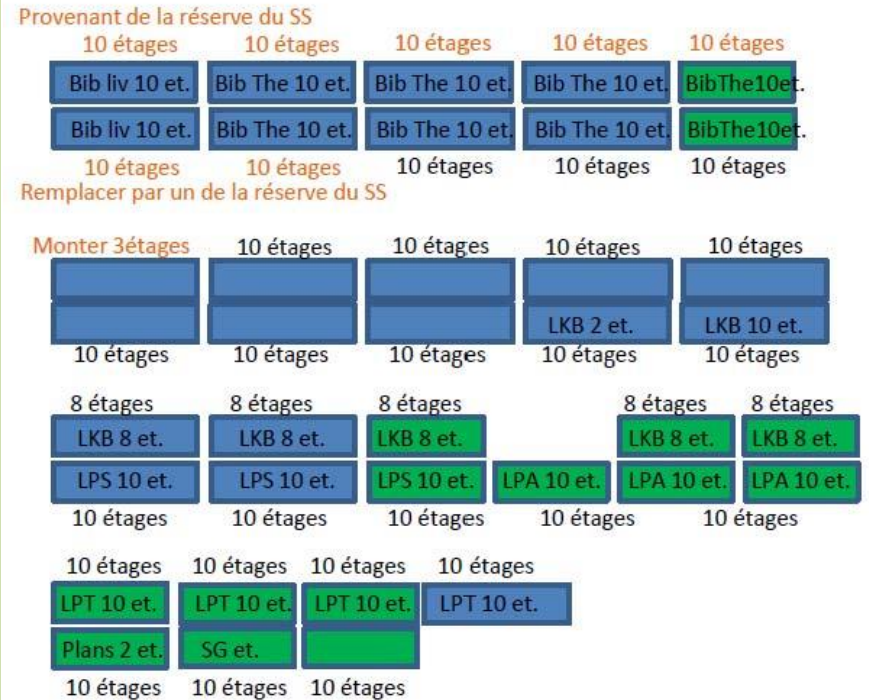 Provenant de la réserve du SS
10 étages 10 étages 10 étages 10 étages 10 étages
Bib liv 10 et. Bib The 10 et. Bib The 10 et. Bib The 10 et. BibThe10et.
Bib liv 10 et. Bib The 10 et. Bib The 10 et. Bib The 10 et. BibThe10et.
10 étages 10 étages 10 étages 10 étages 10 étages
Remplacer par un de la réserve du SS
Monter 3étages 10 étages 10 étages 10 étages 10 étages
LKB 2 et. LKB 10 et.
10 étages 10 étages 10 étages 10 étages 10 étages
8 étages 8 étages 8 étages 8 étages 8 étages
LKB 8 et. LKB 8 et. LKB 8 et. LKB 8 et. LKB 8 et.
LPS 10 et. LPS 10 et. LPS 10 et. LPA 10 et. LPA 10 et. LPA 10 et.
10 étages 10 étages 10 étages 10 étages 10 étages
10 étages 10 étages 10 étages 10 étages
LPT 10 et. LPT 10 et. LPT 10 et. LPT 10 et.
Plans 2 et. SG et.
10 étages 10 étages 10 étages